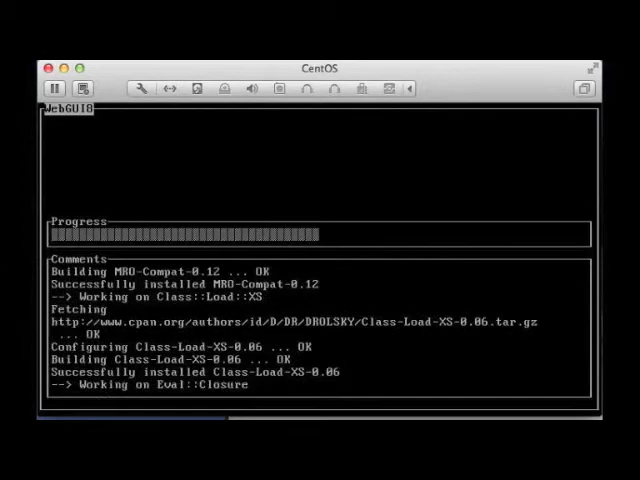 CentOS
WebGUI8
Progress
Comments
Building MRO-Compat-0.12 ... OK
Successfully installed MRO-Compat-0.12
--> Working on Class::Load::XS
Fetching
http://www.cpan.org/authors/id/D/DR/DROLSKY/Class-Load-XS-0.06.tar.gz
... OK
Configuring Class-Load-XS-0.06 ... OK
Building Class-Load-XS-0.06 ... OK
Successfully installed Class-Load-XS-0.06
--> Working on Eval::Closure